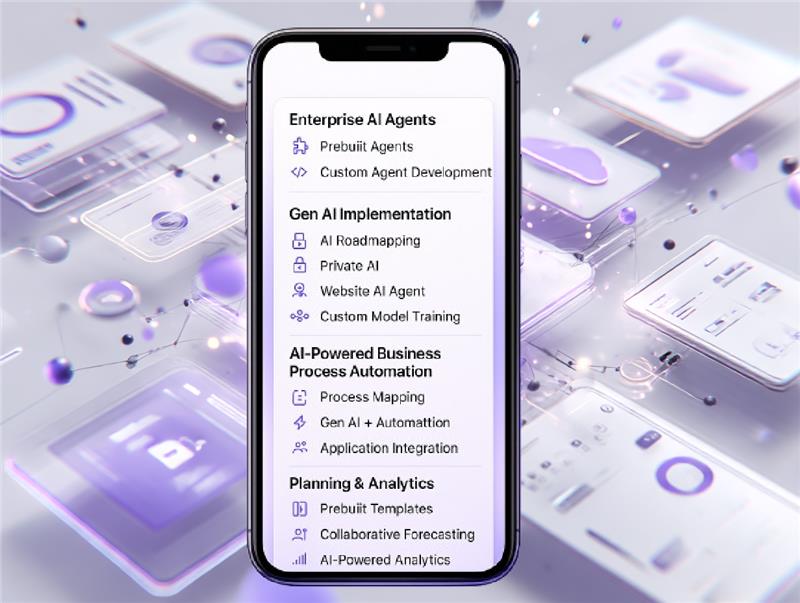 Enterprise AI Agents
Prebuiit Agents
Custom Agent Development
Gen AI Implementation
AI Roadmapping
Private AI
Website AI Agent
Custom Model Training
AI-Powered Business
Process Automation
Process Mapping
Gen AI + Automattion
Application Integration
Planning & Analytics
Prebuiit Templates
Collaborative Forecasting
AI-Powered Analytics